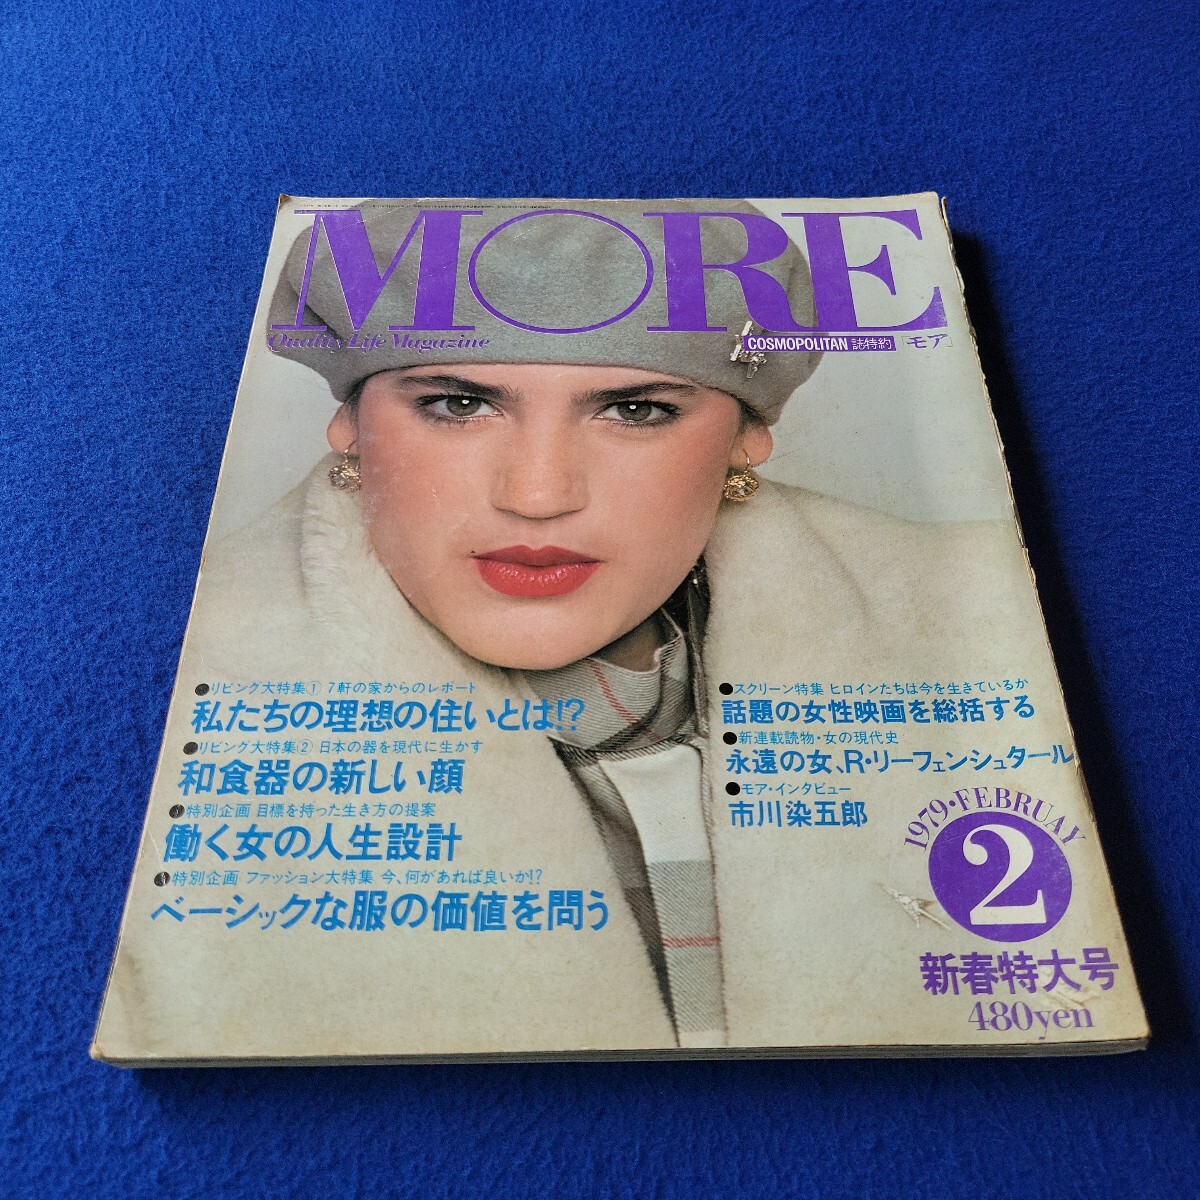 MORE
Quality Life Magazine
COSMOPOLITAN 誌特約 「モア」
●リビング大特集① 7軒の家からのレポート
私たちの理想の住いとは!?
●リビング大特集② 日本の器を現代に生かす
和食器の新しい顔
●特別企画 目標を持った生き方の提案
働く女の人生設計
●特別企画 ファッション大特集 今、何があれば良いか!?
ベーシックな服の価値を問う
●スクリーン特集 ヒロインたちは今を生きているか
話題の女性映画を総括する
●新連載読物・女の現代史
永遠の女、R・リーフェンシュタール
●モア・インタビュー
市川染五郎
1979・FEBRUAY
2
新春特大号
480yen